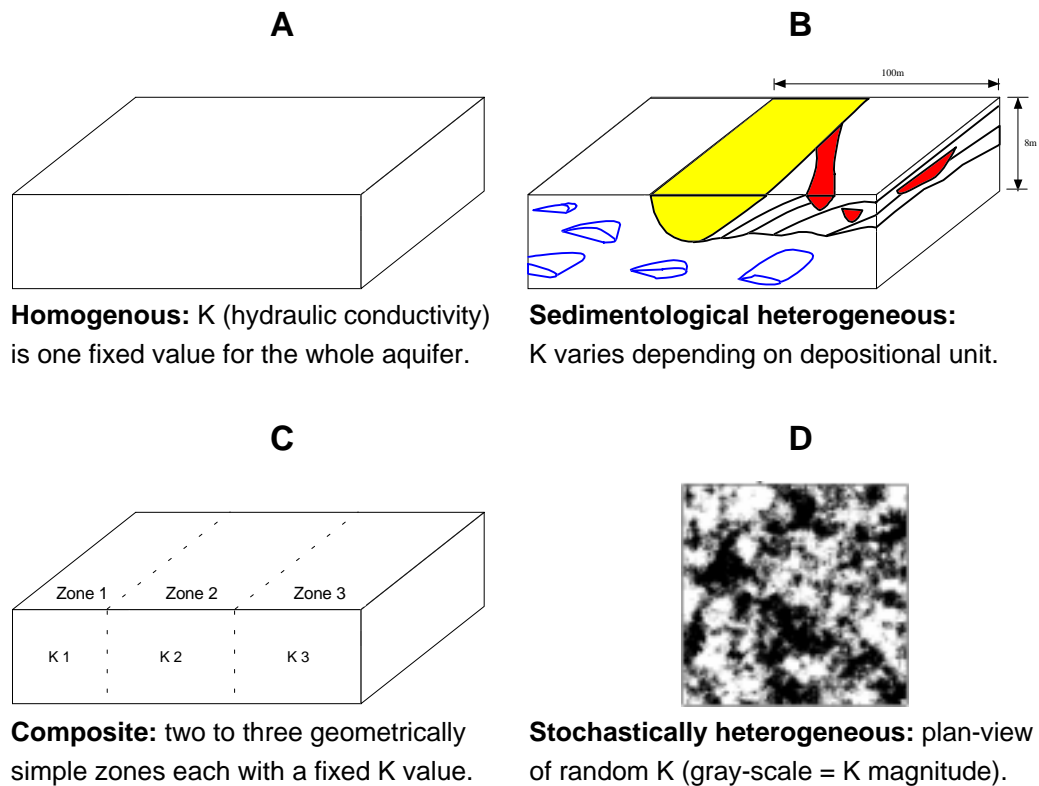 A
Homogenous: K (hydraulic conductivity)
is one fixed value for the whole aquifer.
B
100m
8m
Sedimentological heterogeneous:
K varies depending on depositional unit.
C
Zone 1 Zone 2 Zone 3
K 1 K 2 K 3
Composite: two to three geometrically
simple zones each with a fixed K value.
D
Stochastically heterogeneous: plan-view
of random K (gray-scale = K magnitude).